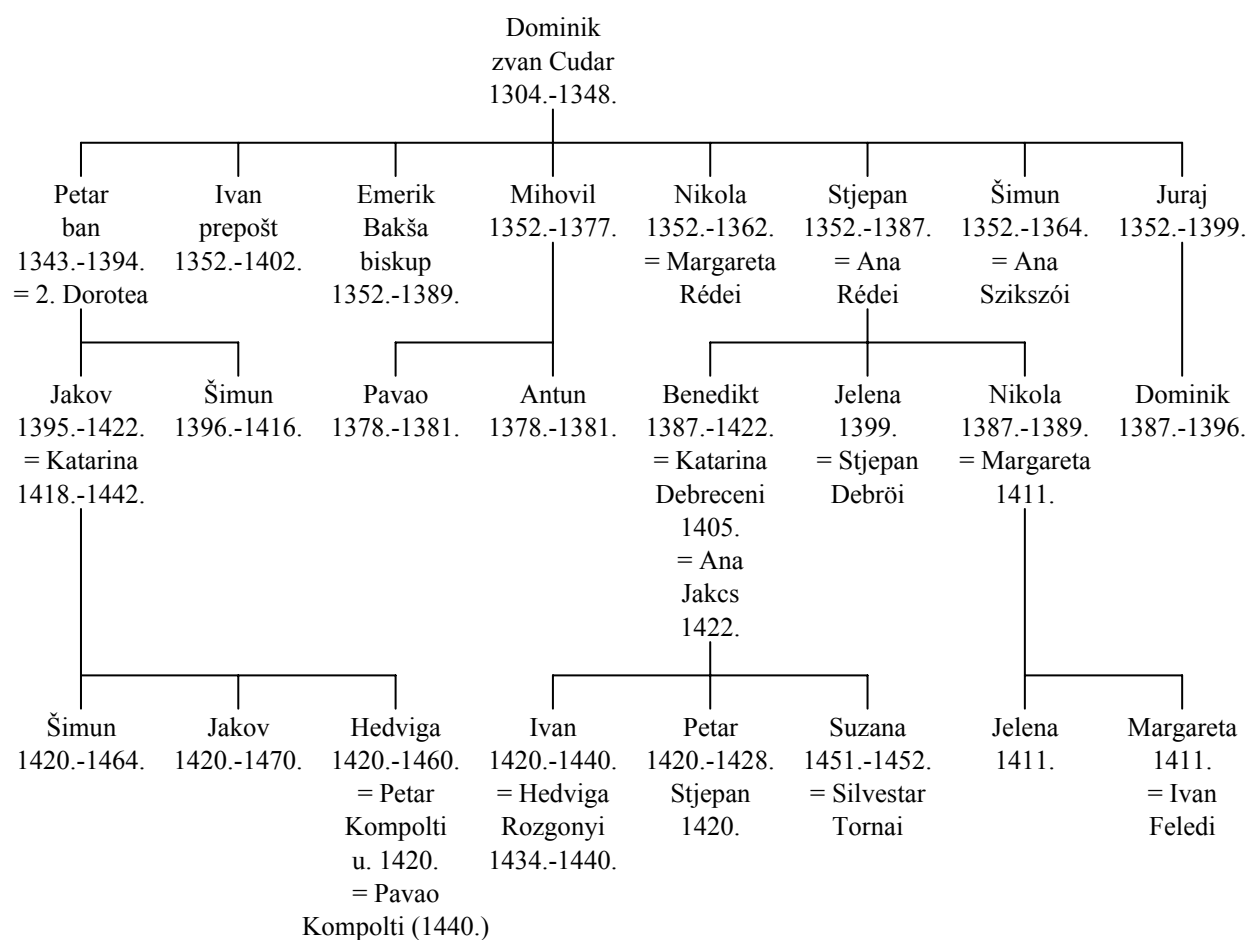 Dominik
zvan Cudar
1304.-1348.
Petar
ban
1343.-1394.
= 2. Dorotea
Ivan
prepošt
1352.-1402.
Emerik
Bakša
biskup
1352.-1389.
Mihovil
1352.-1377.
Nikola
1352.-1362.
= Margareta
Rédei
Stjepan
1352.-1387.
= Ana
Rédei
Šimun
1352.-1364.
= Ana
Szikszói
Juraj
1352.-1399.
Jakov
1395.-1422.
= Katarina
1418.-1442.
Šimun
1396.-1416.
Pavao
1378.-1381.
Antun
1378.-1381.
Benedikt
1387.-1422.
= Katarina
Debreceni
1405.
= Ana
Jakcs
1422.
Jelena
1399.
= Stjepan
Debröi
Nikola
1387.-1389.
= Margareta
1411.
Dominik
1387.-1396.
Šimun
1420.-1464.
Jakov
1420.-1470.
Hedviga
1420.-1460.
= Petar
Kompolti
u. 1420.
= Pavao
Kompolti (1440.)
Ivan
1420.-1440.
= Hedviga
Rozgonyi
1434.-1440.
Petar
1420.-1428.
Stjepan
1420.
Suzana
1451.-1452.
= Silvestar
Tornai
Jelena
1411.
Margareta
1411.
= Ivan
Feledi